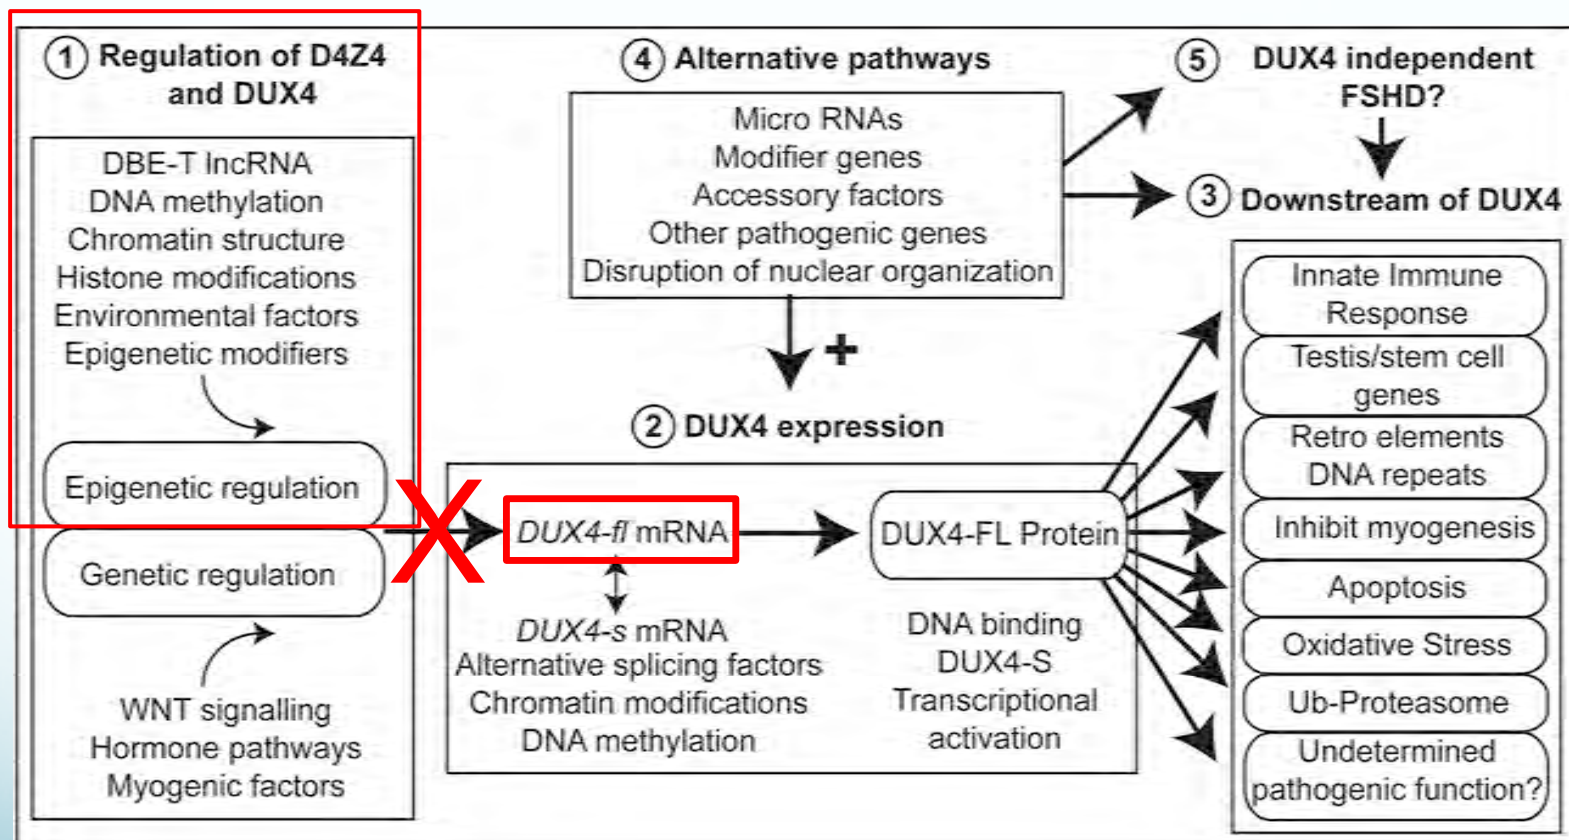 ① Regulation of D4Z4
and DUX4
DBE-T lncRNA
DNA methylation
Chromatin structure
Histone modifications
Environmental factors
Epigenetic modifiers
Epigenetic regulation
Genetic regulation
WNT signalling
Hormone pathways
Myogenic factors
④ Alternative pathways
Micro RNAs
Modifier genes
Accessory factors
Other pathogenic genes
Disruption of nuclear organization
+
② DUX4 expression
X
DUX4-fl mRNA
DUX4-s mRNA
Alternative splicing factors
Chromatin modifications
DNA methylation
DUX4-FL Protein
DNA binding
DUX4-S
Transcriptional
activation
⑤ DUX4 independent
FSHD?
③ Downstream of DUX4
Innate Immune
Response
Testis/stem cell
genes
Retro elements
DNA repeats
Inhibit myogenesis
Apoptosis
Oxidative Stress
Ub-Proteasome
Undetermined
pathogenic function?